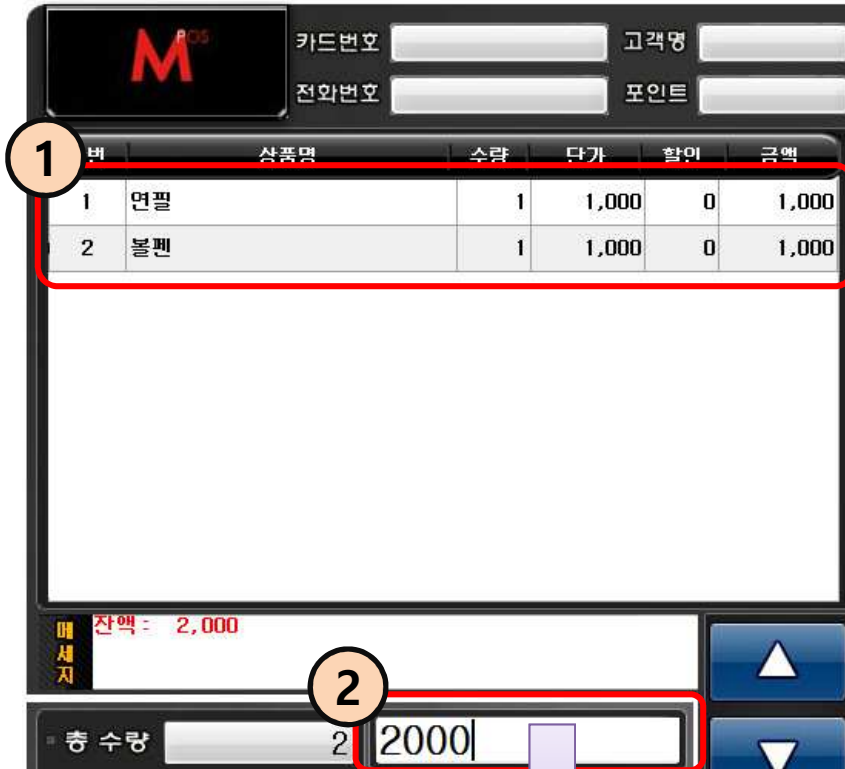 M POS
카드번호
고객명
전화번호
포인트
1
번 상품명 수량 단가 할인 금액
1 연필 1 1,000 0 1,000
2 볼펜 1 1,000 0 1,000
메세지
잔액 : 2,000
2
총 수량 2
2000